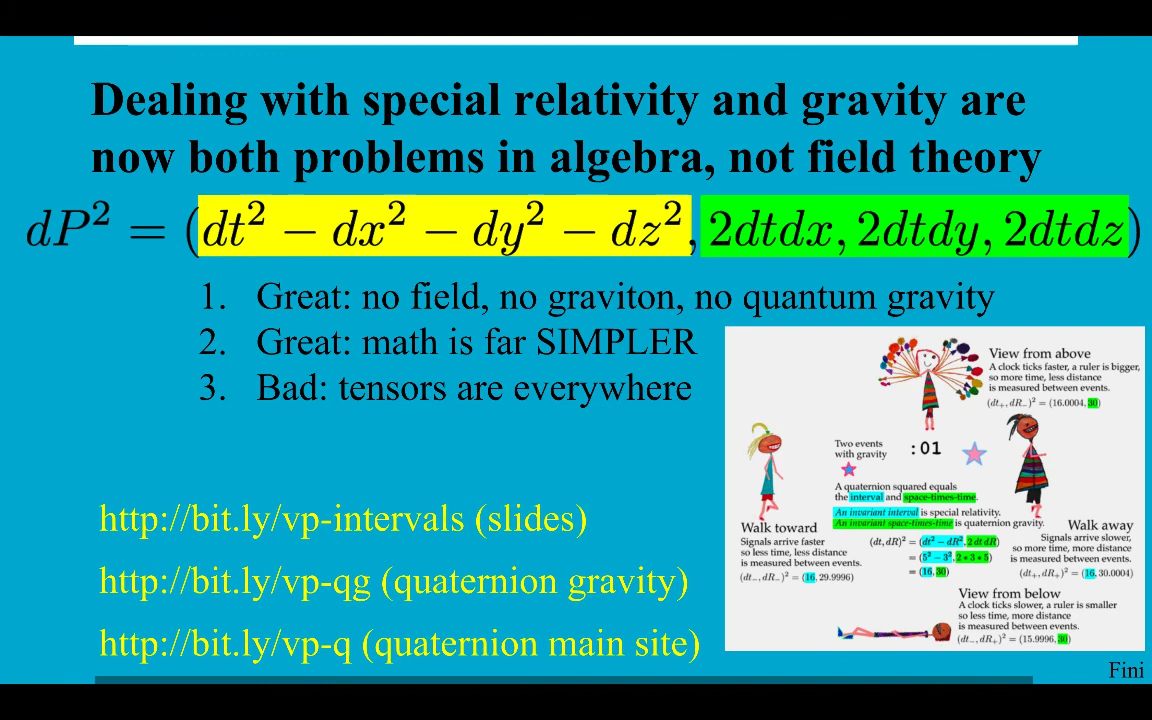 Dealing with special relativity and gravity are
now both problems in algebra, not field theory
dP² = (dt² − dx² − dy² − dz², 2dtdx, 2dtdy, 2dtdz)
1. Great: no field, no graviton, no quantum gravity
2. Great: math is far SIMPLER
3. Bad: tensors are everywhere
http://bit.ly/vp-intervals (slides)
http://bit.ly/vp-qg (quaternion gravity)
http://bit.ly/vp-q (quaternion main site)
View from above
A clock ticks faster, a ruler is bigger,
so more time, less distance
is measured between events.
(dt₊, dR₋)² = (16.0004, 30)
Two events
with gravity
:01
A quaternion squared equals
the interval and space-times-time.
An invariant interval is special relativity.
An invariant space-times-time is quaternion gravity.
(dt, dR)² = (dt² − dR², 2 dt dR)
= (5² − 3², 2 * 3 * 5)
= (16, 30)
Walk toward
Signals arrive faster
so less time, less distance
is measured between events.
(dt₋, dR₋)² = (16, 29.9996)
Walk away
Signals arrive slower,
so more time, more distance
is measured between events.
(dt₊, dR₊)² = (16, 30.0004)
View from below
A clock ticks slower, a ruler is smaller
so less time, more distance
is measured between events.
(dt₋, dR₊)² = (15.9996, 30)
Fini